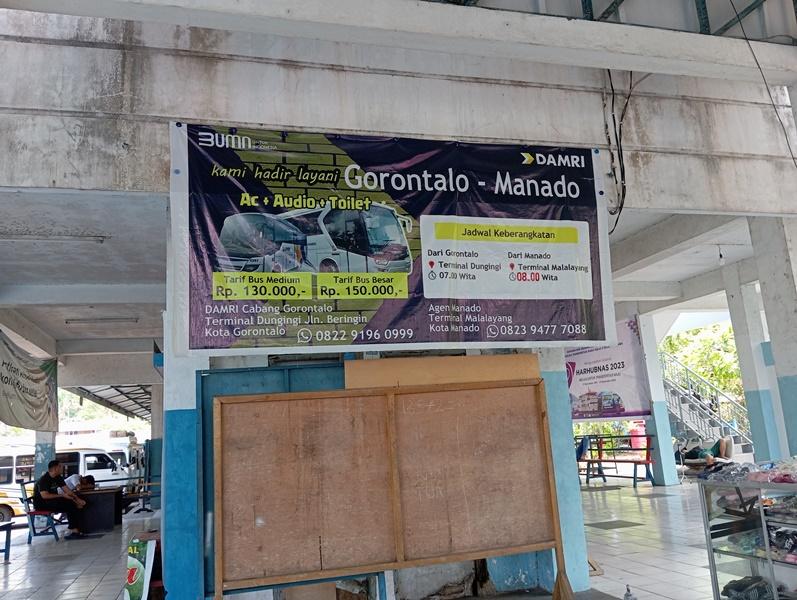 BUMN UNTUK INDONESIA
DAMRI
kami hadir layani Gorontalo - Manado
Ac + Audio + Toilet
Tarif Bus Medium
Rp. 130.000,-
Tarif Bus Besar
Rp. 150.000,-
Jadwal Keberangkatan
Dari Gorontalo
Terminal Dungingi
07.00 Wita
Dari Manado
Terminal Malalayang
08.00 Wita
DAMRI Cabang Gorontalo
Terminal Dungingi Jln. Beringin
Kota Gorontalo 0822 9196 0999
Agen Manado
Terminal Malalayang
Kota Manado 0823 9477 7088
HARHUBNAS 2023